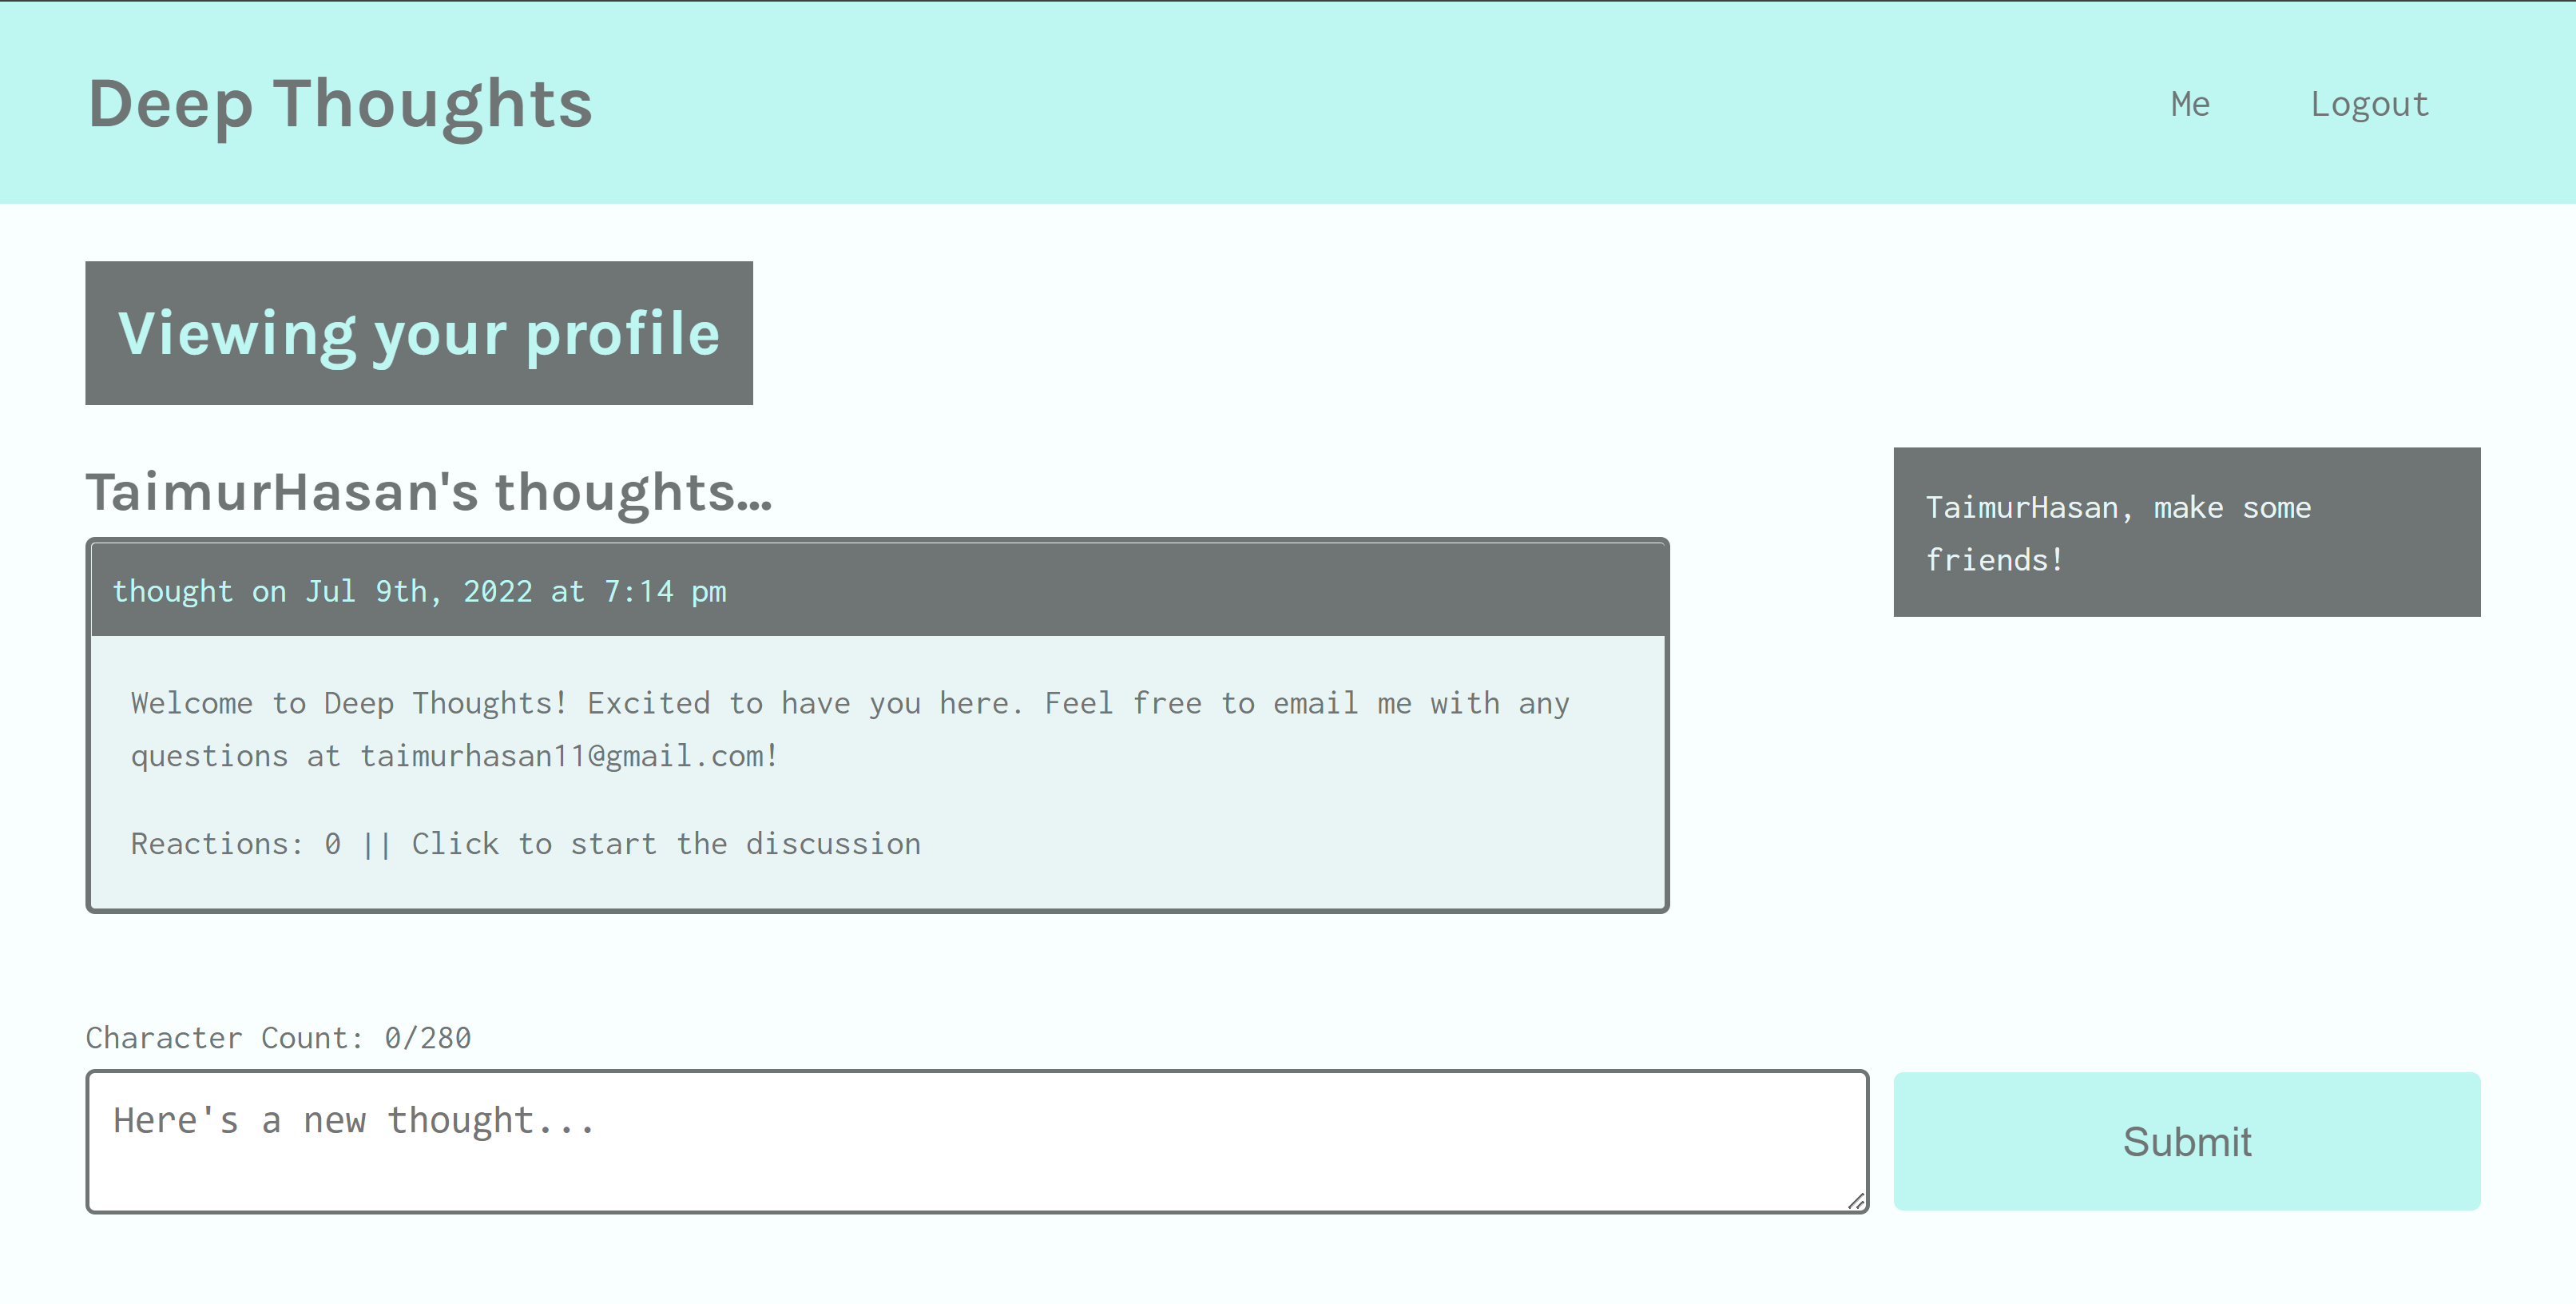 Deep Thoughts
Me
Logout
Viewing your profile
TaimurHasan's thoughts...
thought on Jul 9th, 2022 at 7:14 pm
Welcome to Deep Thoughts! Excited to have you here. Feel free to email me with any
questions at taimurhasan11@gmail.com!
Reactions: 0 || Click to start the discussion
TaimurHasan, make some
friends!
Character Count: 0/280
Here's a new thought...
Submit